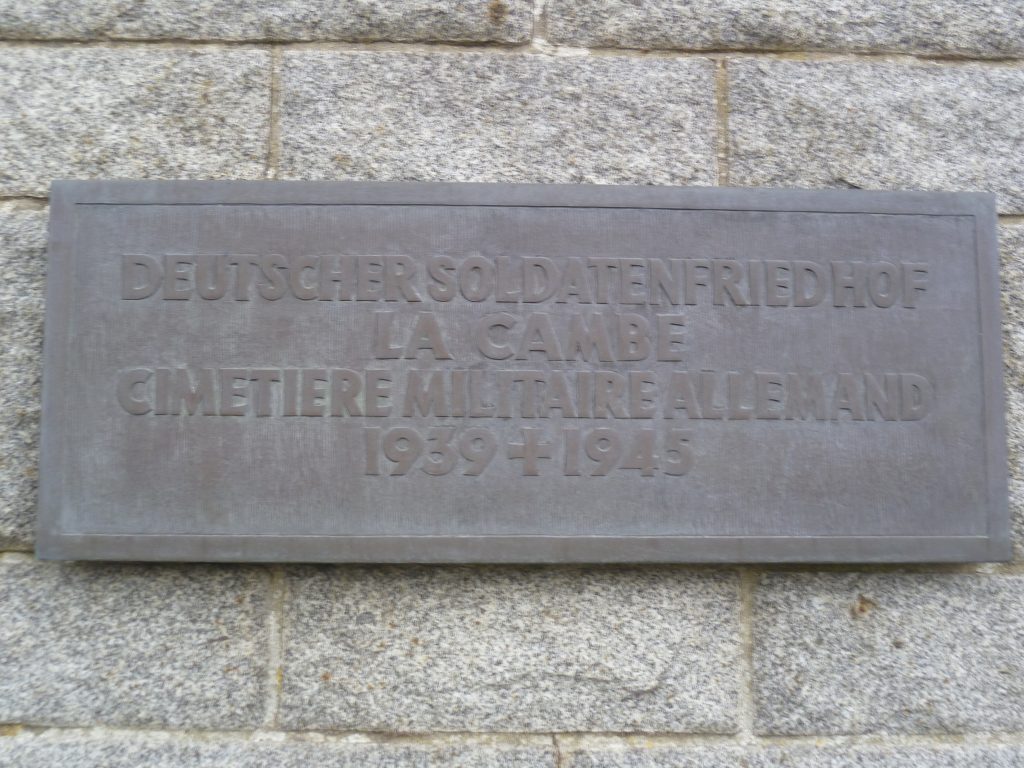 DEUTSCHER SOLDATENFRIEDHOF
LA CAMBE
CIMETIERE MILITAIRE ALLEMAND
1939 + 1945